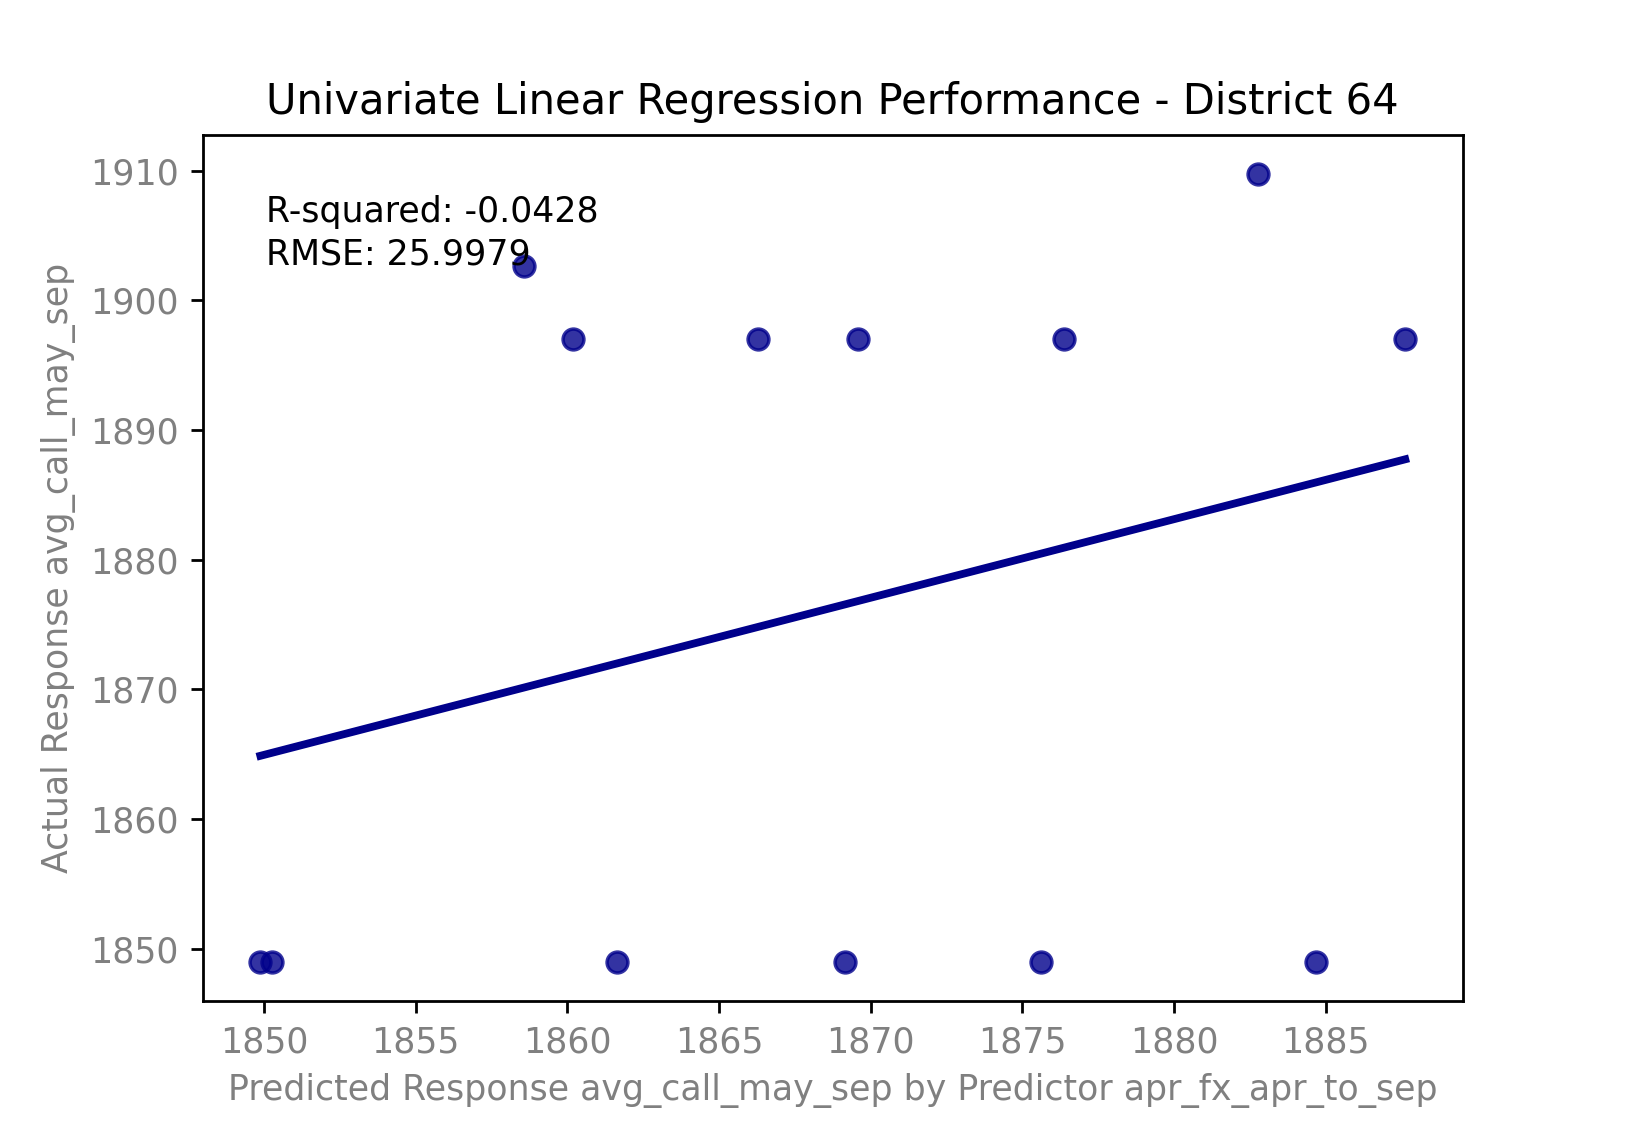 Univariate Linear Regression Performance - District 64
R-squared: -0.0428
RMSE: 25.9979
Actual Response avg_call_may_sep
1910
1900
1890
1880
1870
1860
1850
1850 1855 1860 1865 1870 1875 1880 1885
Predicted Response avg_call_may_sep by Predictor apr_fx_apr_to_sep